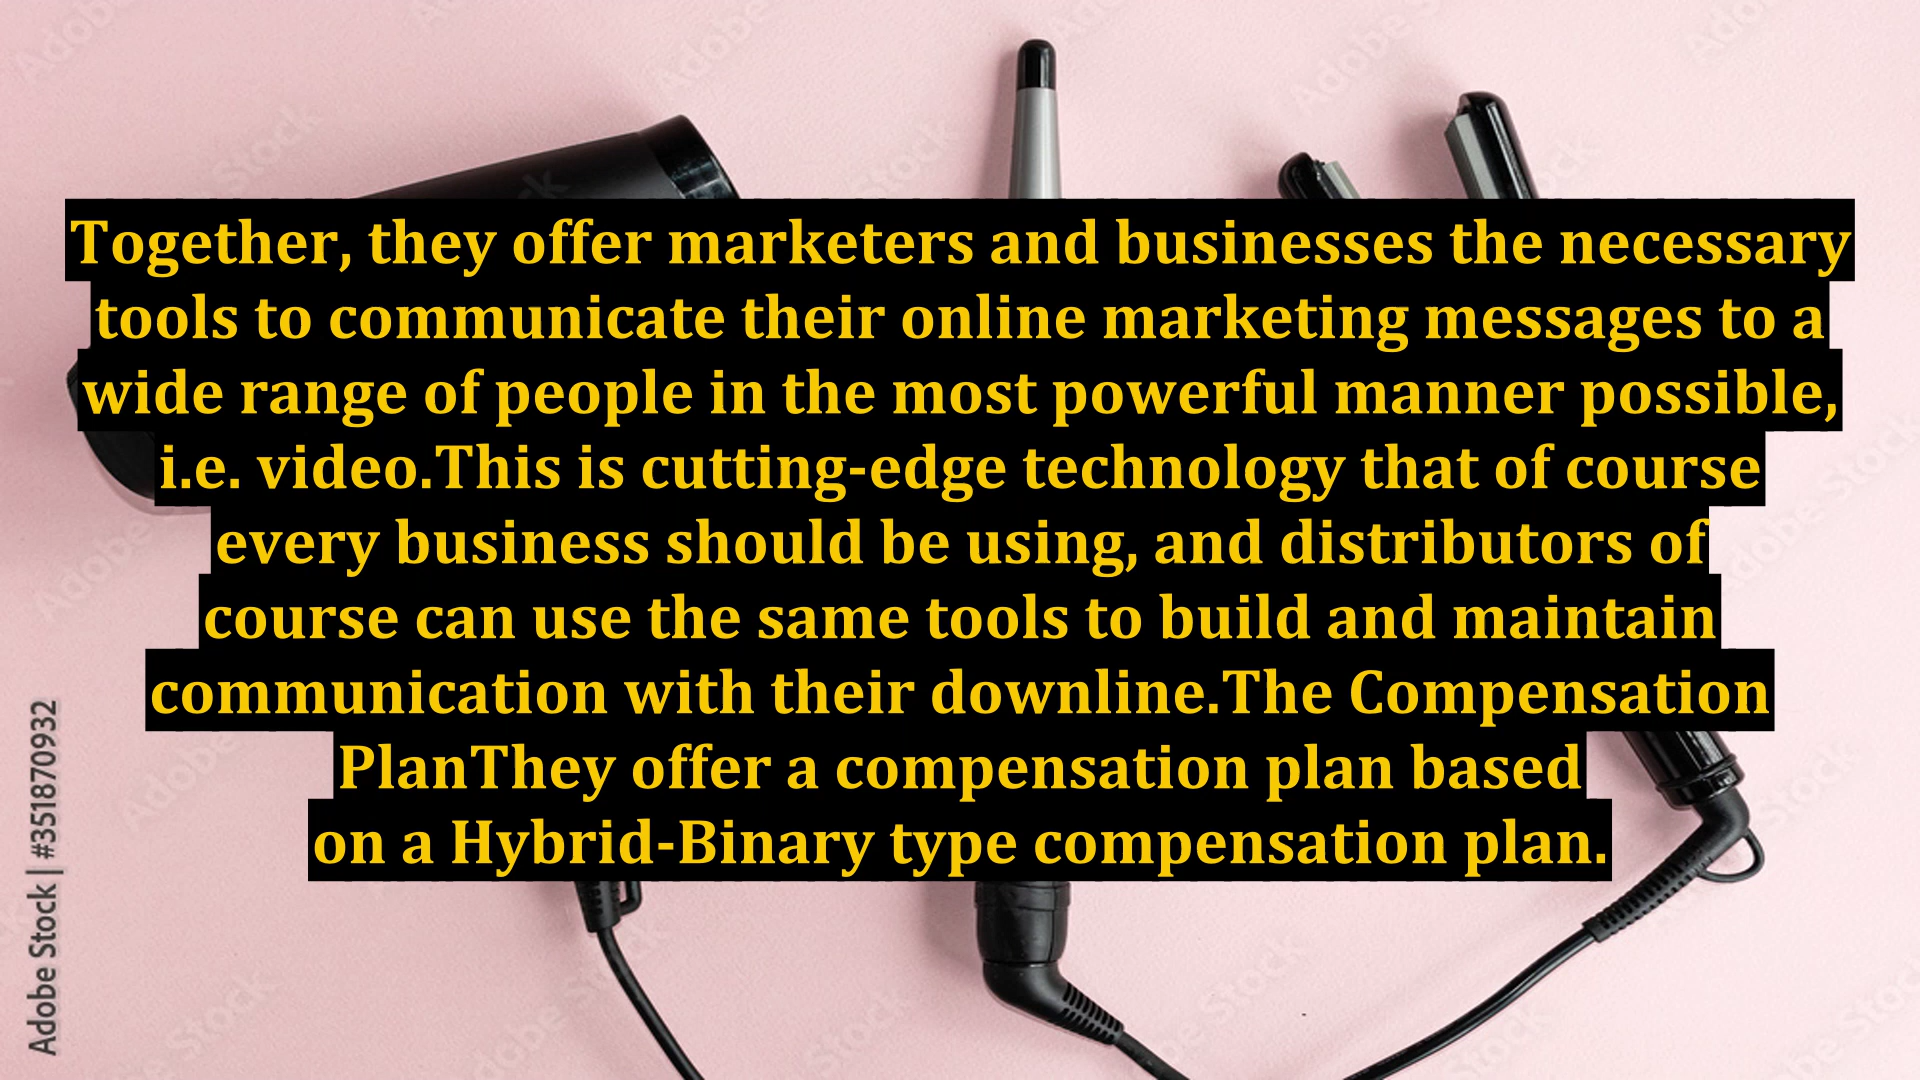 Together, they offer marketers and businesses the necessary
tools to communicate their online marketing messages to a
wide range of people in the most powerful manner possible,
i.e. video.This is cutting-edge technology that of course
every business should be using, and distributors of
course can use the same tools to build and maintain
communication with their downline.The Compensation
PlanThey offer a compensation plan based
on a Hybrid-Binary type compensation plan.
Adobe Stock | #351870932